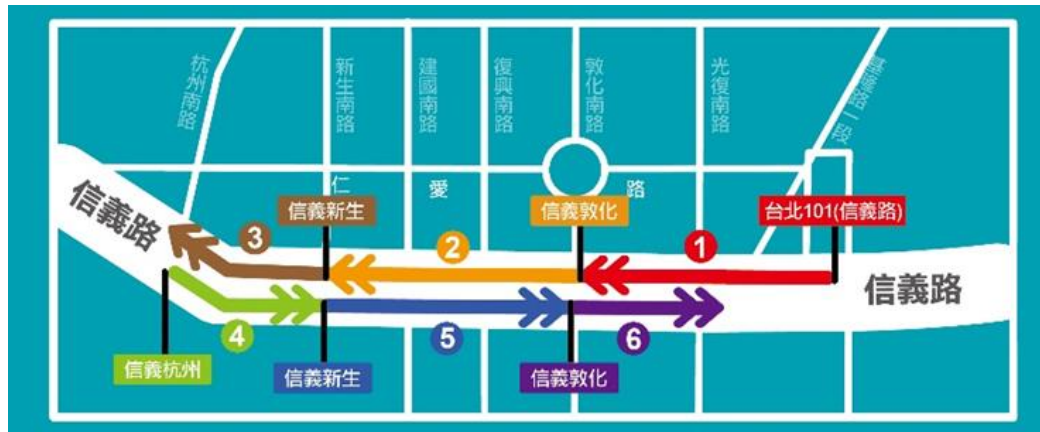 杭州南路
新生南路
建國南路
復興南路
敦化南路
光復南路
基隆路一段
仁愛路
信義路
信義新生
信義敦化
台北101(信義路)
3
2
1
信義路
4
5
6
信義杭州
信義新生
信義敦化